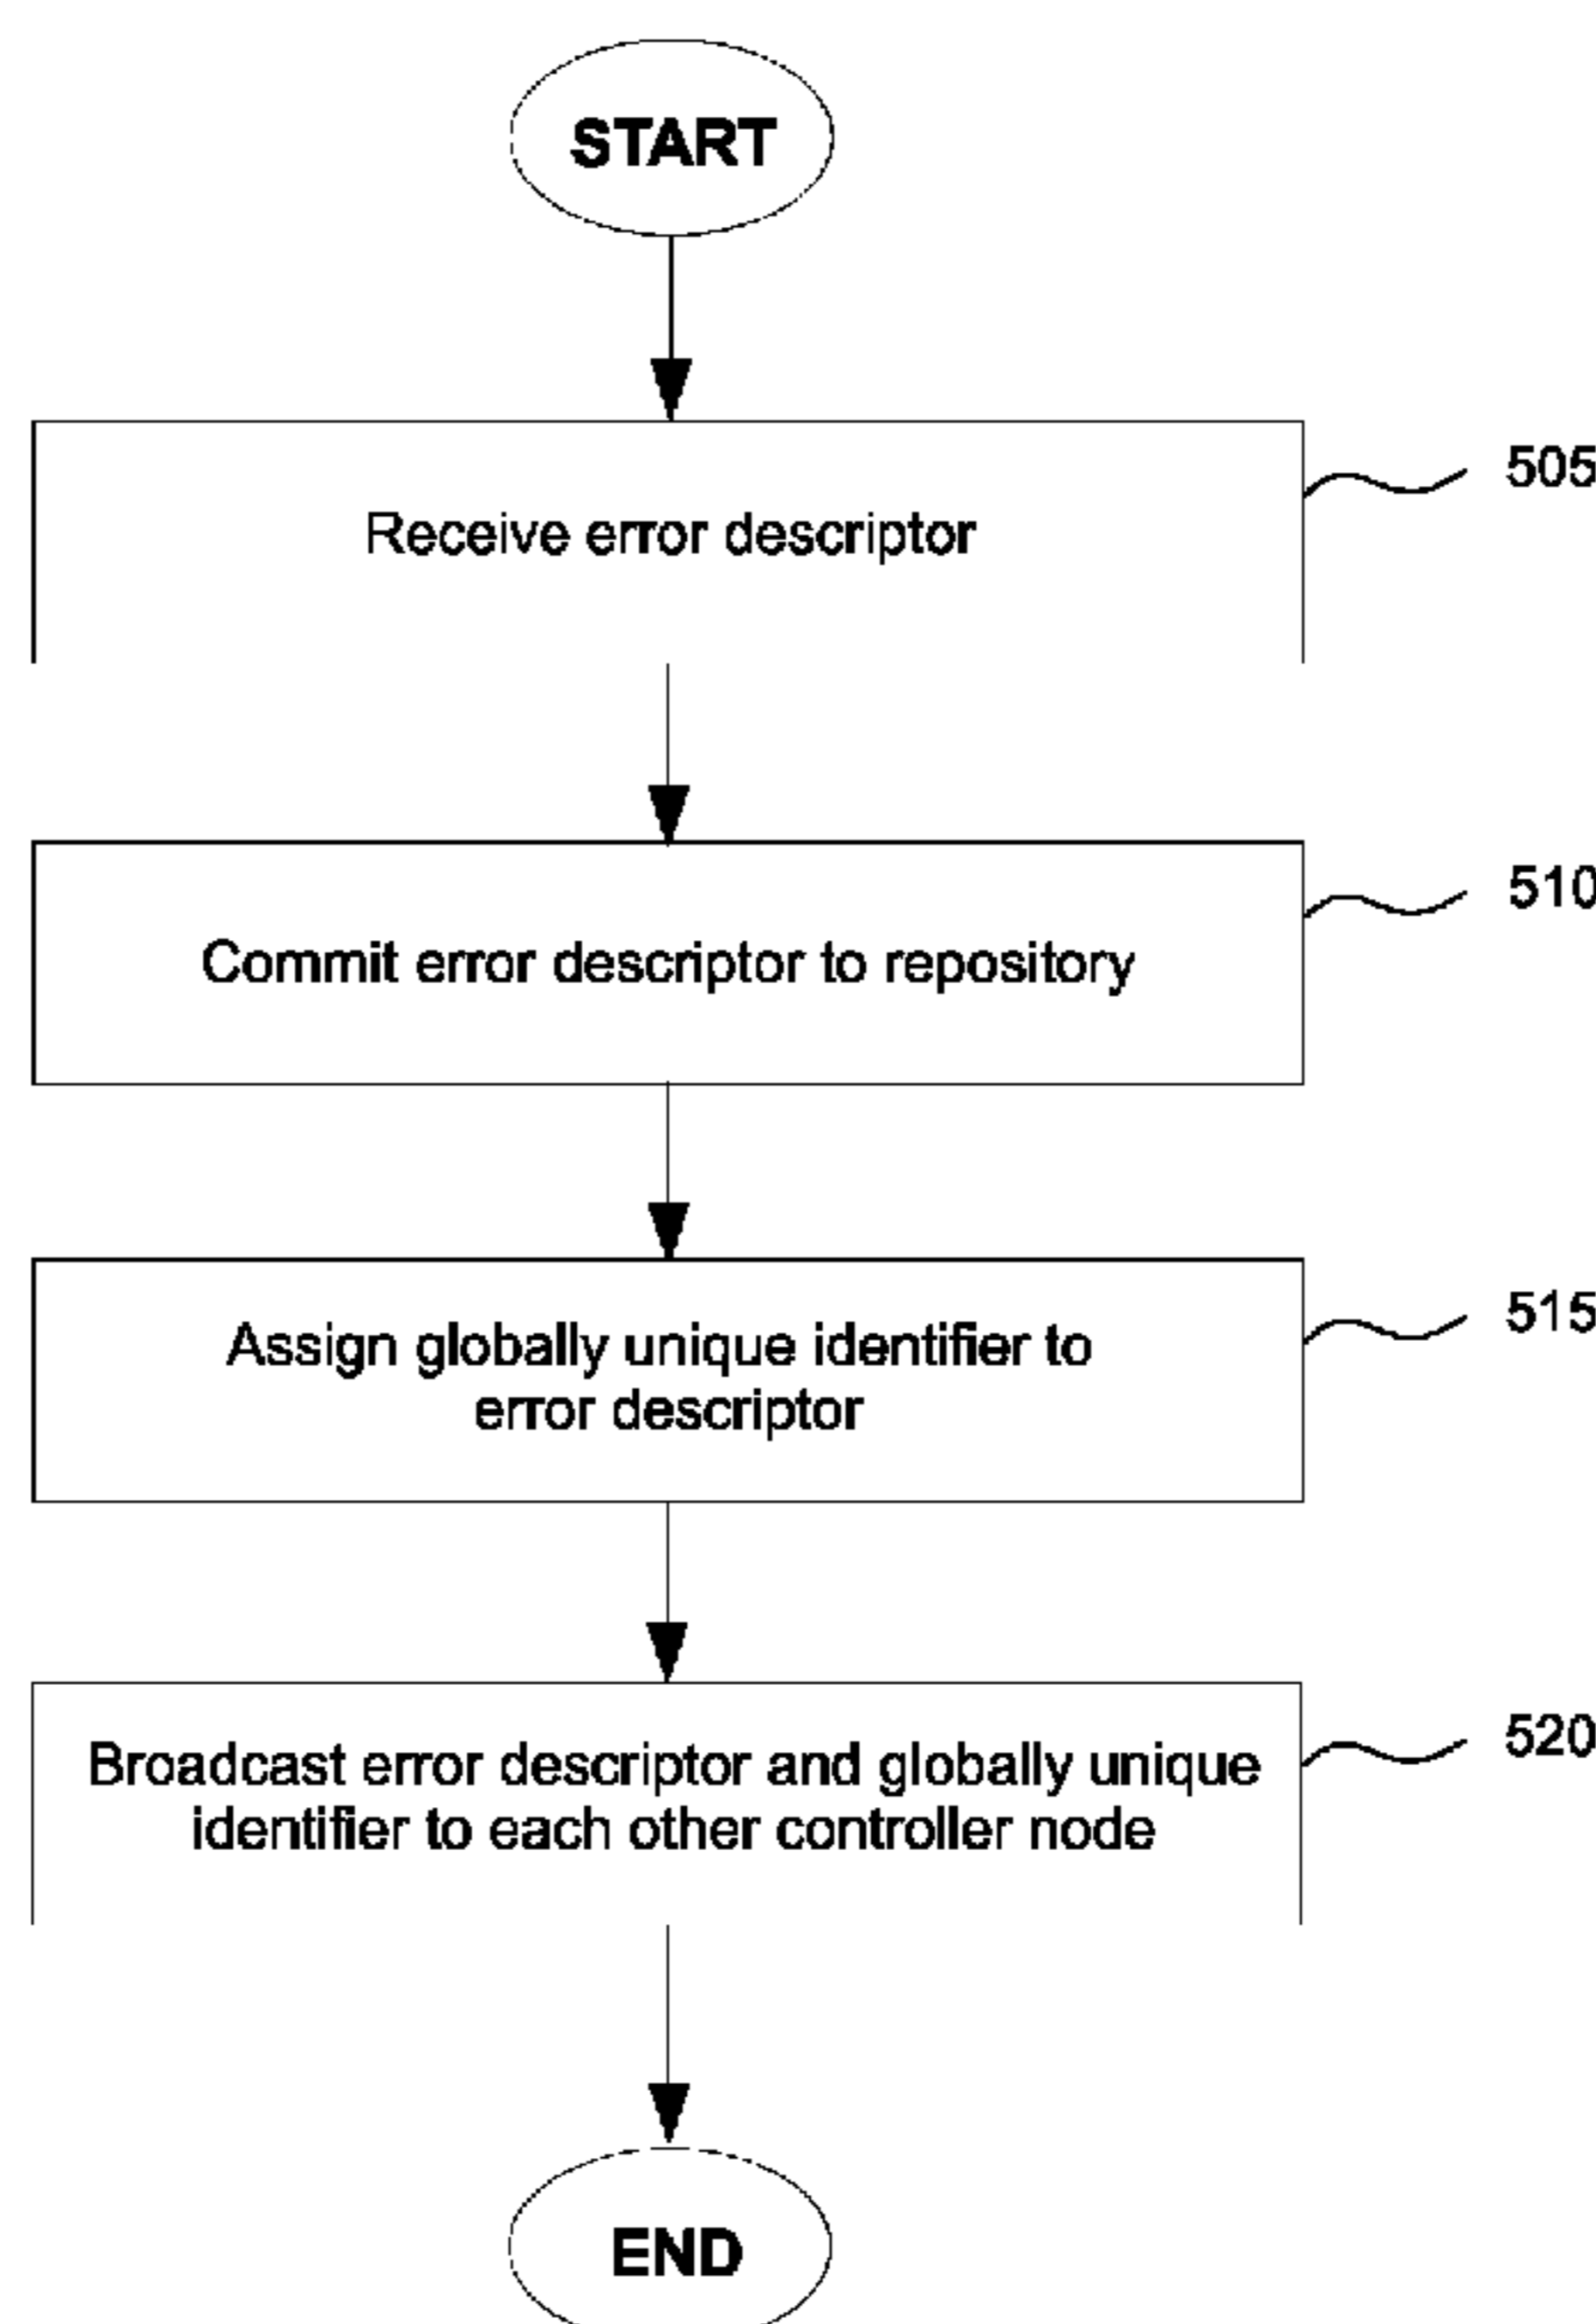 START
505
Receive error descriptor
510
Commit error descriptor to repository
515
Assign globally unique identifier to
error descriptor
520
Broadcast error descriptor and globally unique
identifier to each other controller node
END